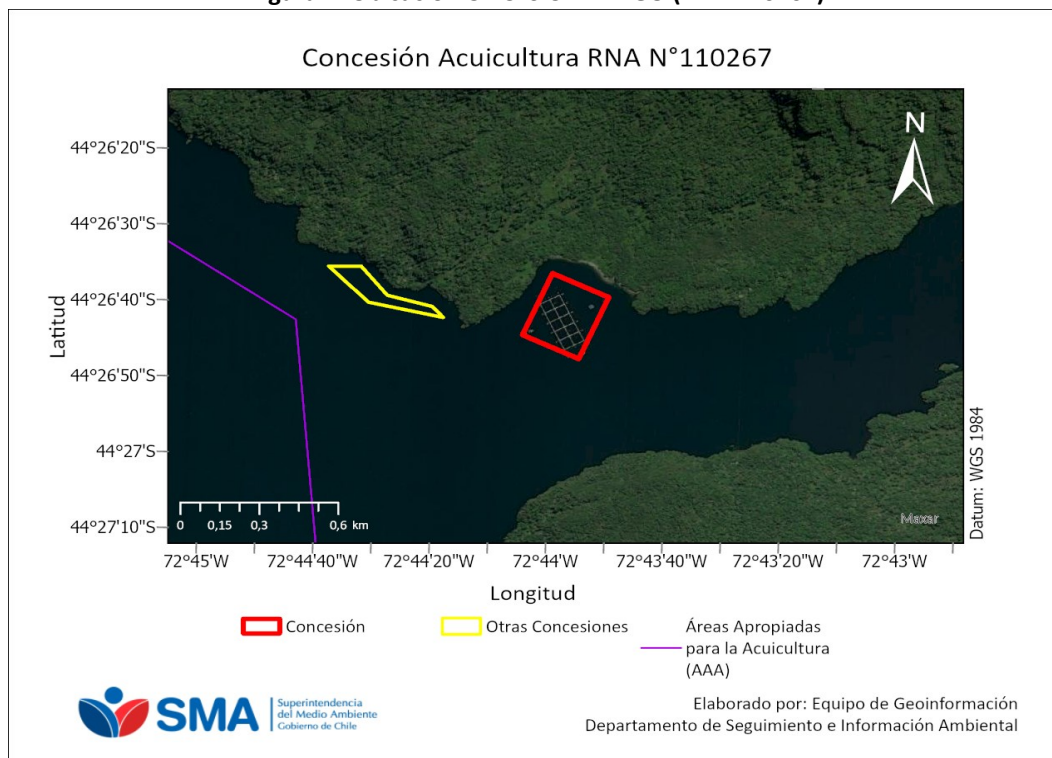 Concesión Acuicultura RNA N°110267
N
44°26'20"S
44°26'30"S
44°26'40"S
44°26'50"S
44°27'S
44°27'10"S
Latitud
Datum: WGS 1984
0 0,15 0,3 0,6 km
Maxar
72°45'W 72°44'40"W 72°44'20"W 72°44'W 72°43'40"W 72°43'20"W 72°43'W
Longitud
Concesión
Otras Concesiones
Áreas Apropiadas
para la Acuicultura
(AAA)
SMA
Superintendencia
del Medio Ambiente
Gobierno de Chile
Elaborado por: Equipo de Geoinformación
Departamento de Seguimiento e Información Ambiental